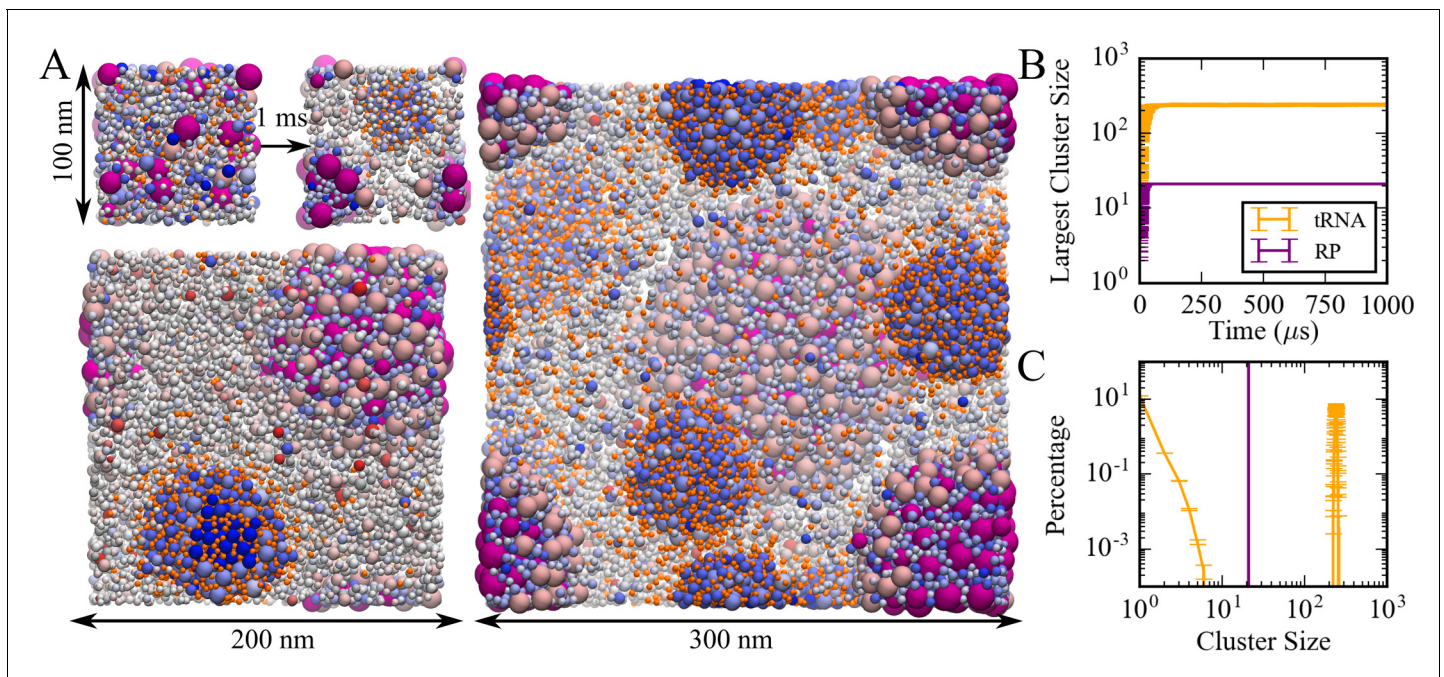 A
100 nm
1 ms
200 nm
300 nm
B
Largest Cluster Size
10³
10²
10¹
10⁰
tRNA
RP
0 250 500 750 1000
Time (μs)
C
Percentage
10¹
10⁻¹
10⁻³
10⁰ 10¹ 10² 10³
Cluster Size